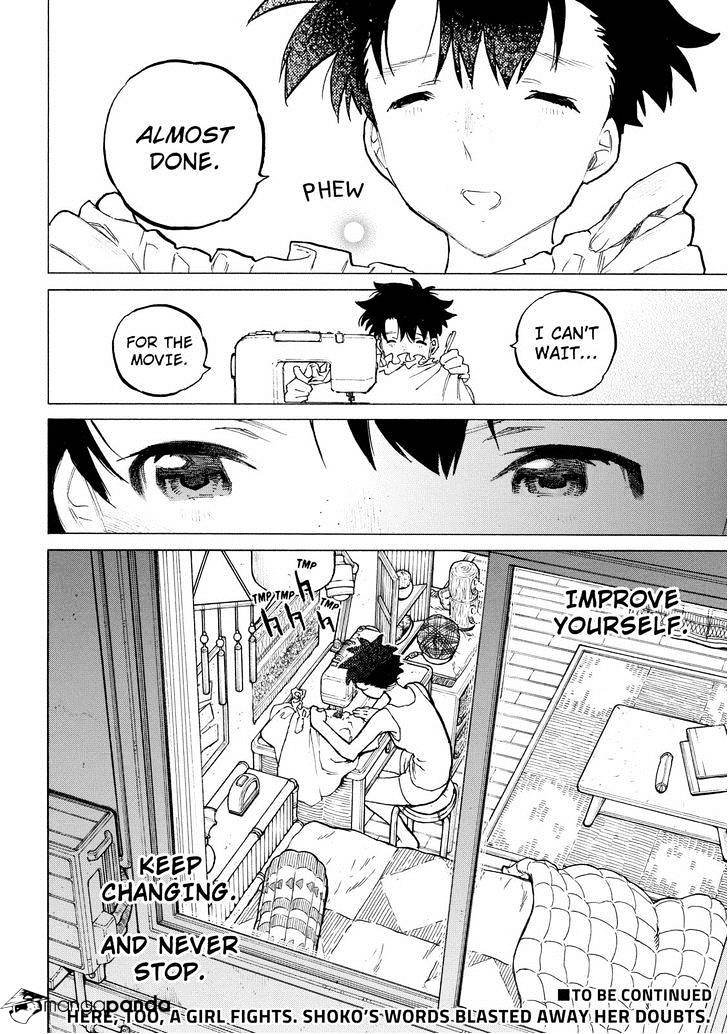 ALMOST
DONE.
PHEW
I CAN'T
WAIT...
FOR THE
MOVIE.
TMP
TMP TMP
IMPROVE
YOURSELF.
KEEP
CHANGING.
AND NEVER
STOP.
■TO BE CONTINUED
mangapanda
HERE, TOO, A GIRL FIGHTS. SHOKO'S WORDS BLASTED AWAY HER DOUBTS.